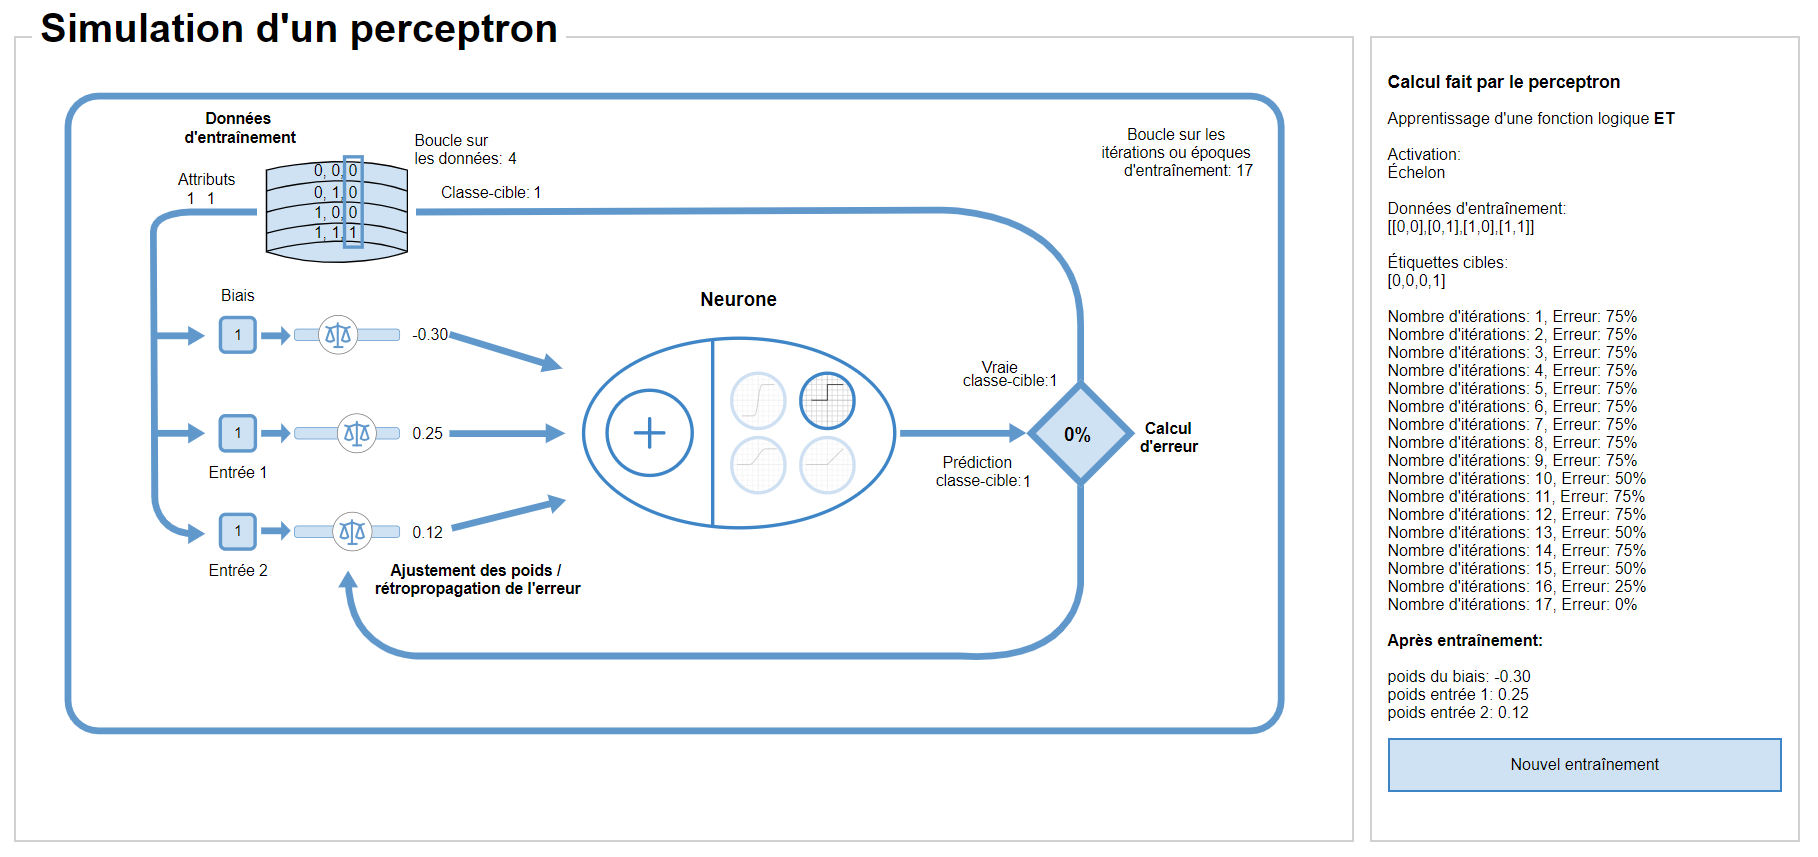 Simulation d'un perceptron
Données
d'entraînement
Boucle sur
les données: 4
Attributs
1 1
Classe-cible: 1
0, 0, 0
0, 1, 0
1, 0, 0
1, 1, 1
Boucle sur les
itérations ou époques
d'entraînement: 17
Biais
1
-0.30
1
0.25
Entrée 1
1
0.12
Entrée 2
Neurone
Vraie
classe-cible:1
0%
Calcul
d'erreur
Prédiction
classe-cible:1
Ajustement des poids /
rétropropagation de l'erreur
Calcul fait par le perceptron
Apprentissage d'une fonction logique ET
Activation:
Échelon
Données d'entraînement:
[[0,0],[0,1],[1,0],[1,1]]
Étiquettes cibles:
[0,0,0,1]
Nombre d'itérations: 1, Erreur: 75%
Nombre d'itérations: 2, Erreur: 75%
Nombre d'itérations: 3, Erreur: 75%
Nombre d'itérations: 4, Erreur: 75%
Nombre d'itérations: 5, Erreur: 75%
Nombre d'itérations: 6, Erreur: 75%
Nombre d'itérations: 7, Erreur: 75%
Nombre d'itérations: 8, Erreur: 75%
Nombre d'itérations: 9, Erreur: 75%
Nombre d'itérations: 10, Erreur: 50%
Nombre d'itérations: 11, Erreur: 75%
Nombre d'itérations: 12, Erreur: 75%
Nombre d'itérations: 13, Erreur: 50%
Nombre d'itérations: 14, Erreur: 75%
Nombre d'itérations: 15, Erreur: 50%
Nombre d'itérations: 16, Erreur: 25%
Nombre d'itérations: 17, Erreur: 0%
Après entraînement:
poids du biais: -0.30
poids entrée 1: 0.25
poids entrée 2: 0.12
Nouvel entraînement